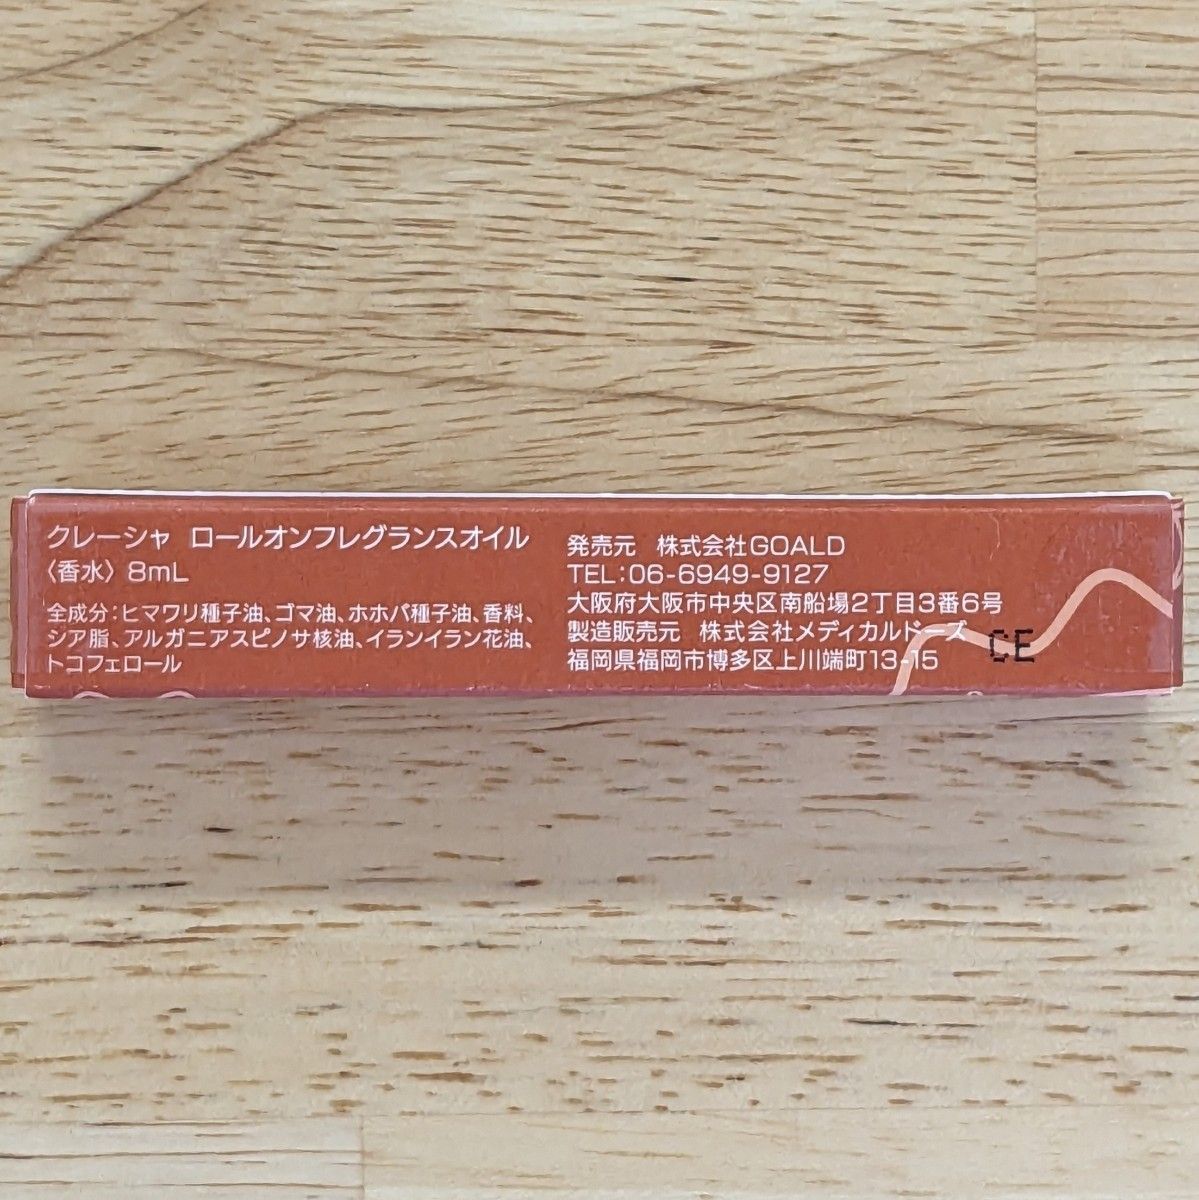 クレーシャ ロールオンフレグランスオイル
〈香水〉 8mL
全成分:ヒマワリ種子油、ゴマ油、ホホバ種子油、香料、
シア脂、アルガニアスピノサ核油、イランイラン花油、
トコフェロール
発売元 株式会社GOALD
TEL:06-6949-9127
大阪府大阪市中央区南船場2丁目3番6号
製造販売元 株式会社メディカルドーズ
福岡県福岡市博多区上川端町13-15
CE